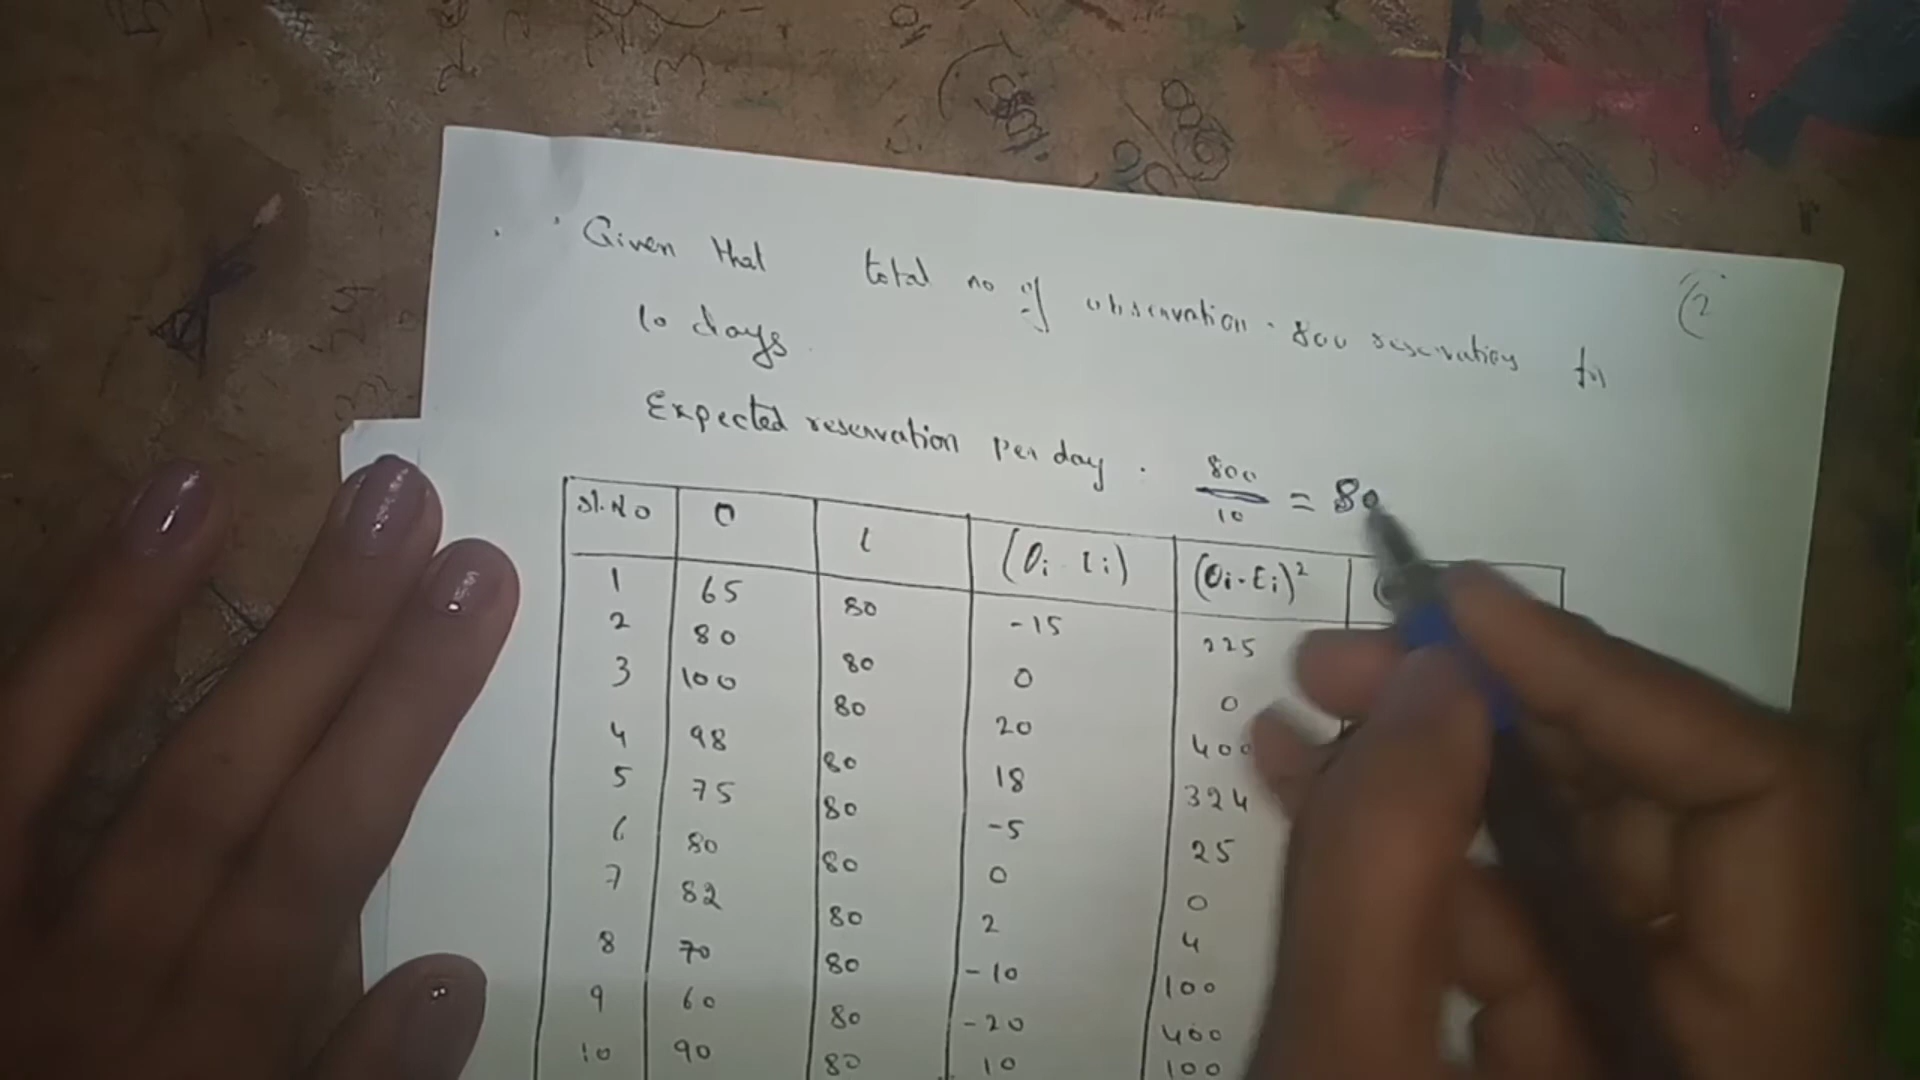 Given that total no of observation - 800 reservations for
10 days.
(2
Expected reservation per day . 800/10 = 80
Sl.No O E (Oi - Ei) (Oi-Ei)²
1 65 80 -15 225
2 80 80 0 0
3 100 80 20 400
4 98 80 18 324
5 75 80 -5 25
6 80 80 0 0
7 82 80 2 4
8 70 80 -10 100
9 60 80 -20 400
10 90 80 10 100